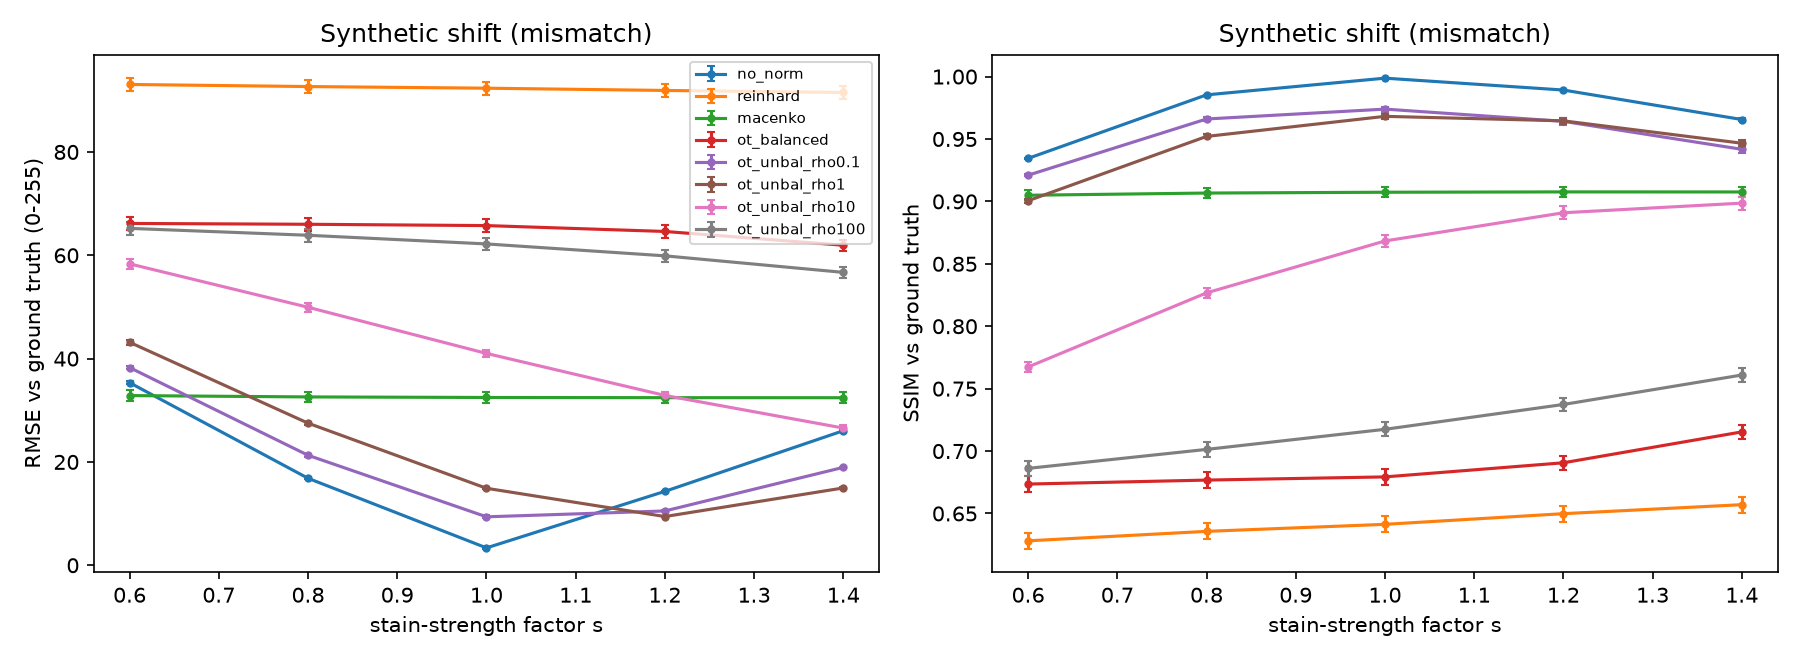 Synthetic shift (mismatch)
RMSE vs ground truth (0-255)
80
60
40
20
0
0.6 0.7 0.8 0.9 1.0 1.1 1.2 1.3 1.4
stain-strength factor s
no_norm
reinhard
macenko
ot_balanced
ot_unbal_rho0.1
ot_unbal_rho1
ot_unbal_rho10
ot_unbal_rho100
Synthetic shift (mismatch)
SSIM vs ground truth
1.00
0.95
0.90
0.85
0.80
0.75
0.70
0.65
0.6 0.7 0.8 0.9 1.0 1.1 1.2 1.3 1.4
stain-strength factor s